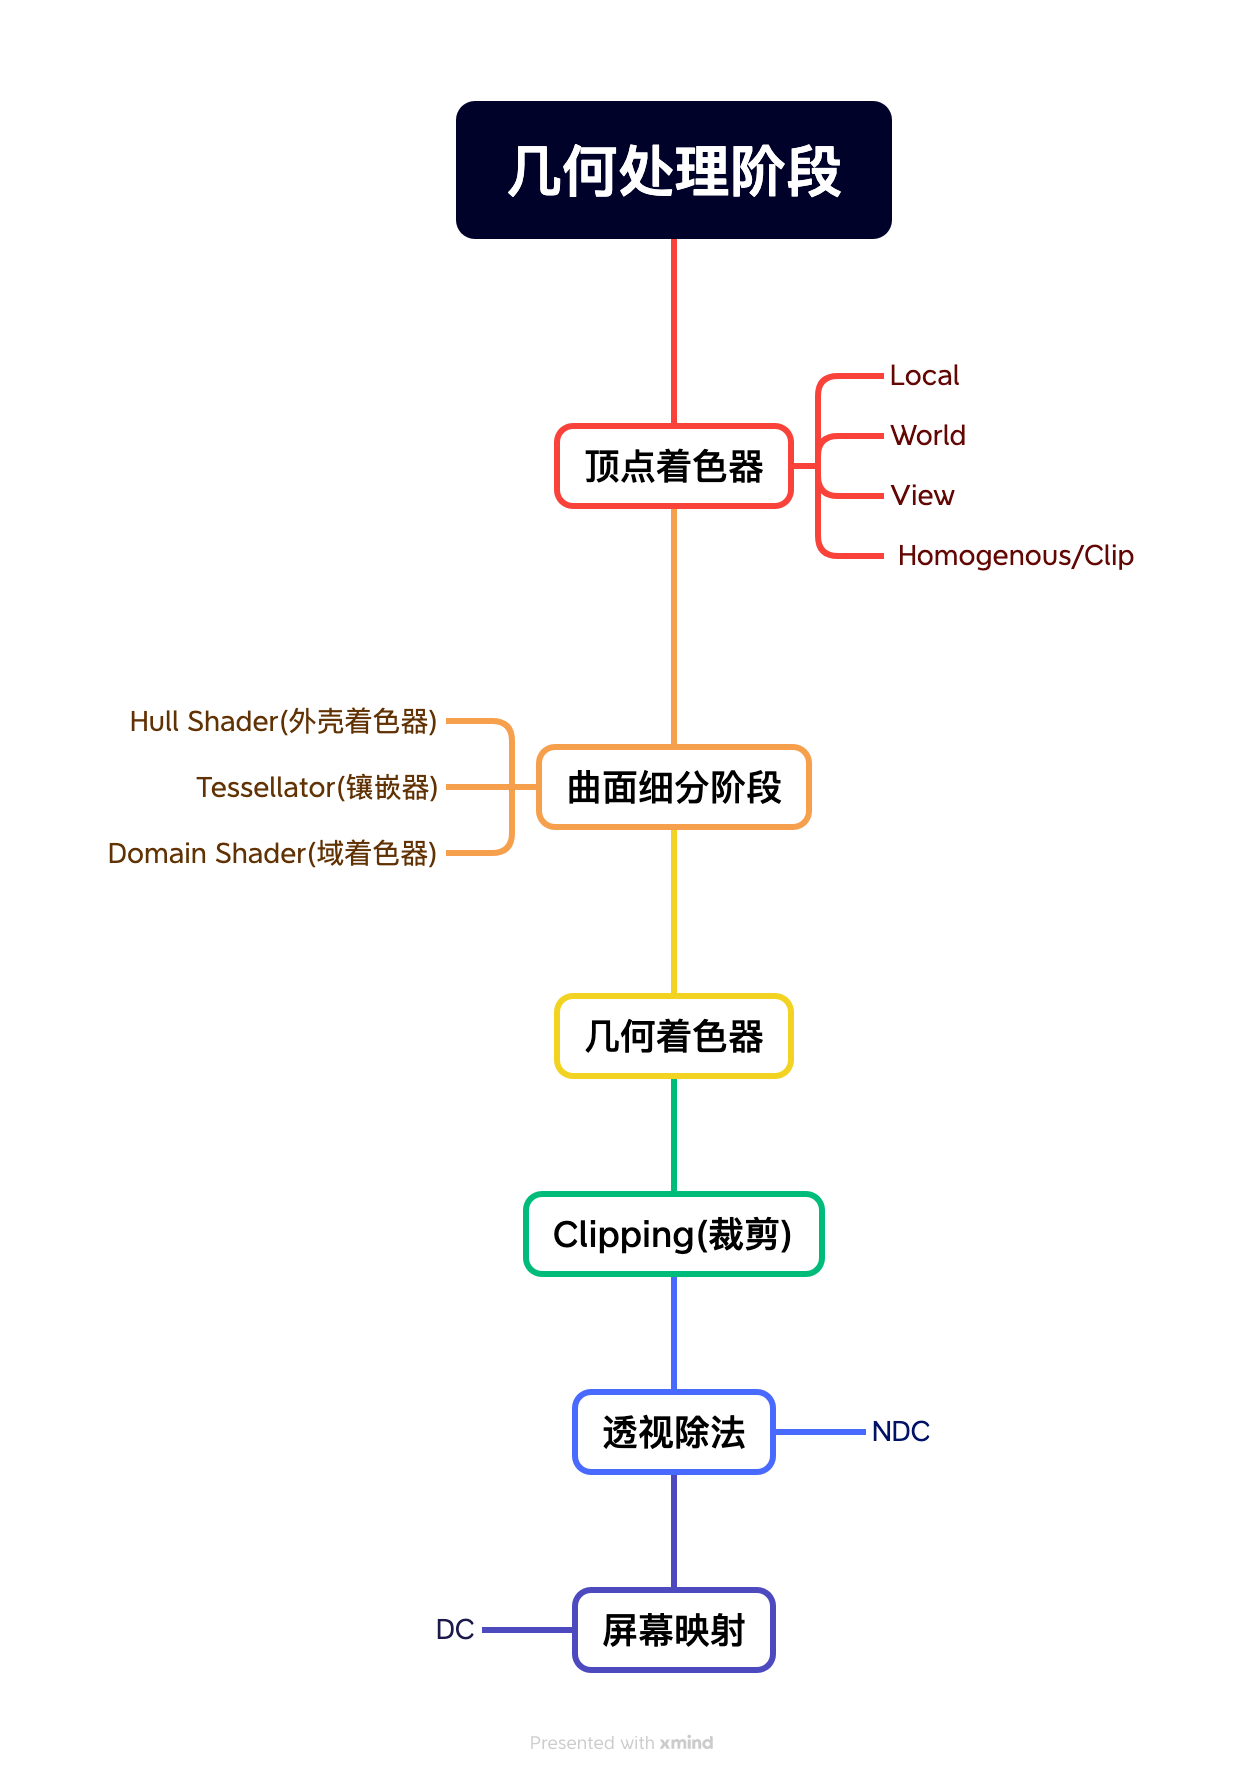 几何处理阶段
顶点着色器
Local
World
View
Homogenous/Clip
曲面细分阶段
Hull Shader(外壳着色器)
Tessellator(镶嵌器)
Domain Shader(域着色器)
几何着色器
Clipping(裁剪)
透视除法
NDC
屏幕映射
DC
Presented with xmind